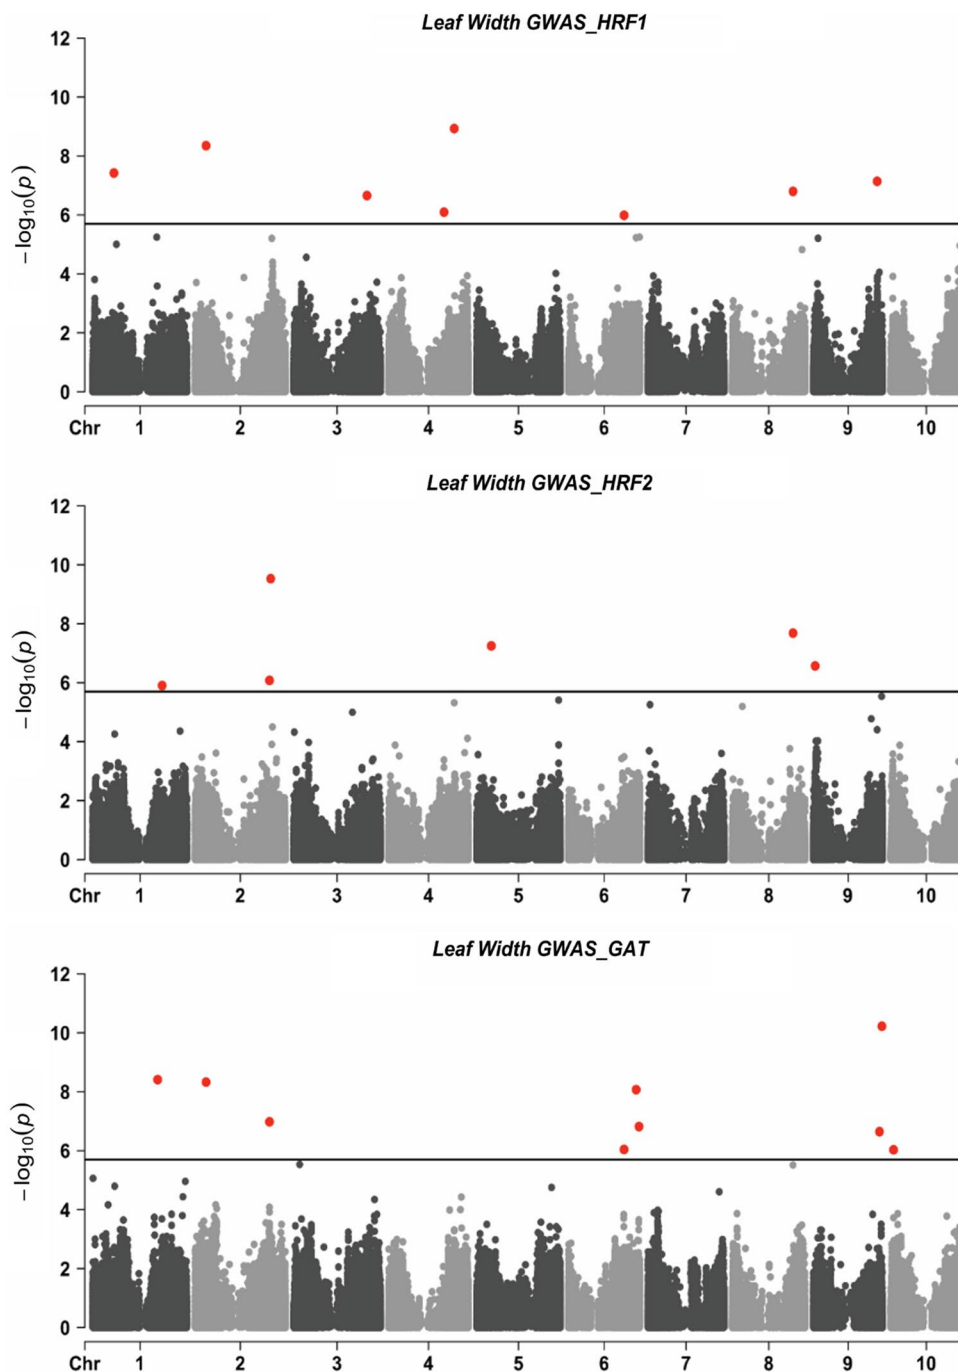 Leaf Width GWAS_HRF1
12
10
8
6
4
2
0
−log₁₀(p)
Chr 1 2 3 4 5 6 7 8 9 10
Leaf Width GWAS_HRF2
12
10
8
6
4
2
0
−log₁₀(p)
Chr 1 2 3 4 5 6 7 8 9 10
Leaf Width GWAS_GAT
12
10
8
6
4
2
0
−log₁₀(p)
Chr 1 2 3 4 5 6 7 8 9 10